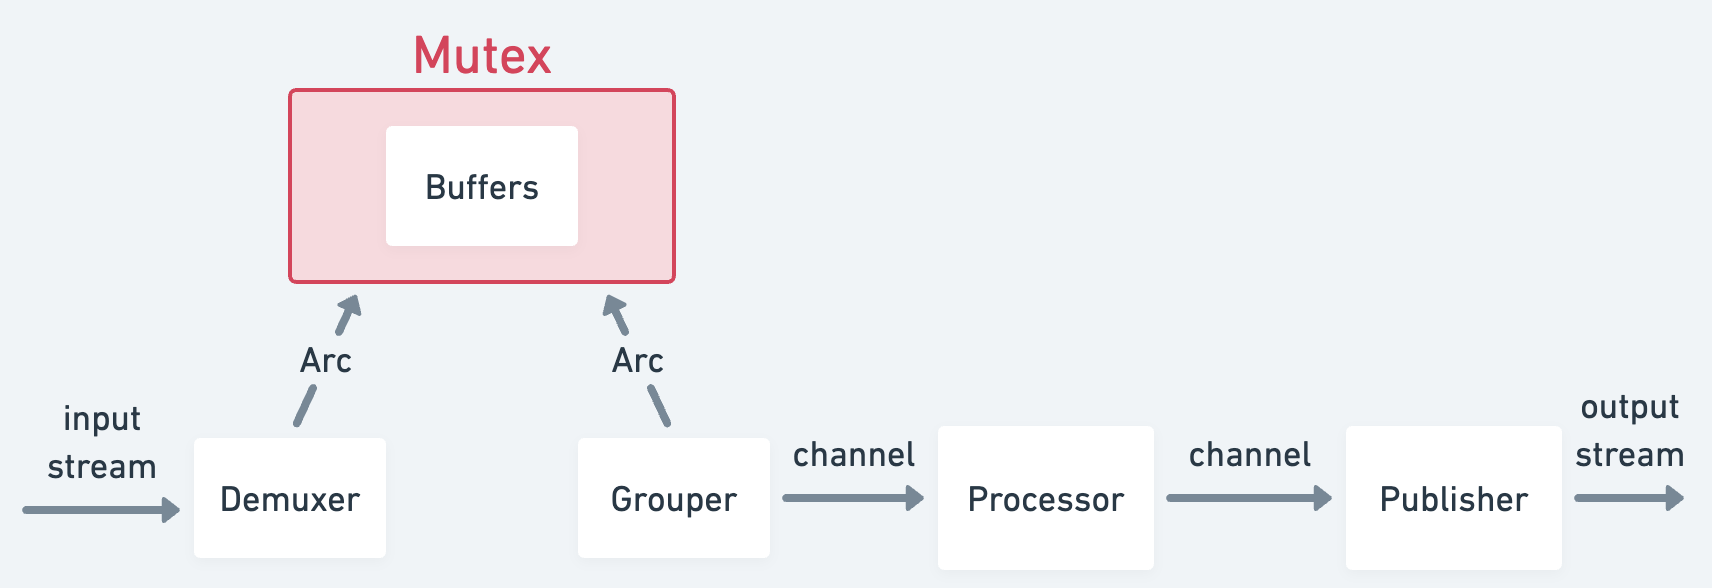 Mutex
Buffers
Arc
Arc
input
stream
Demuxer
Grouper
channel
Processor
channel
Publisher
output
stream